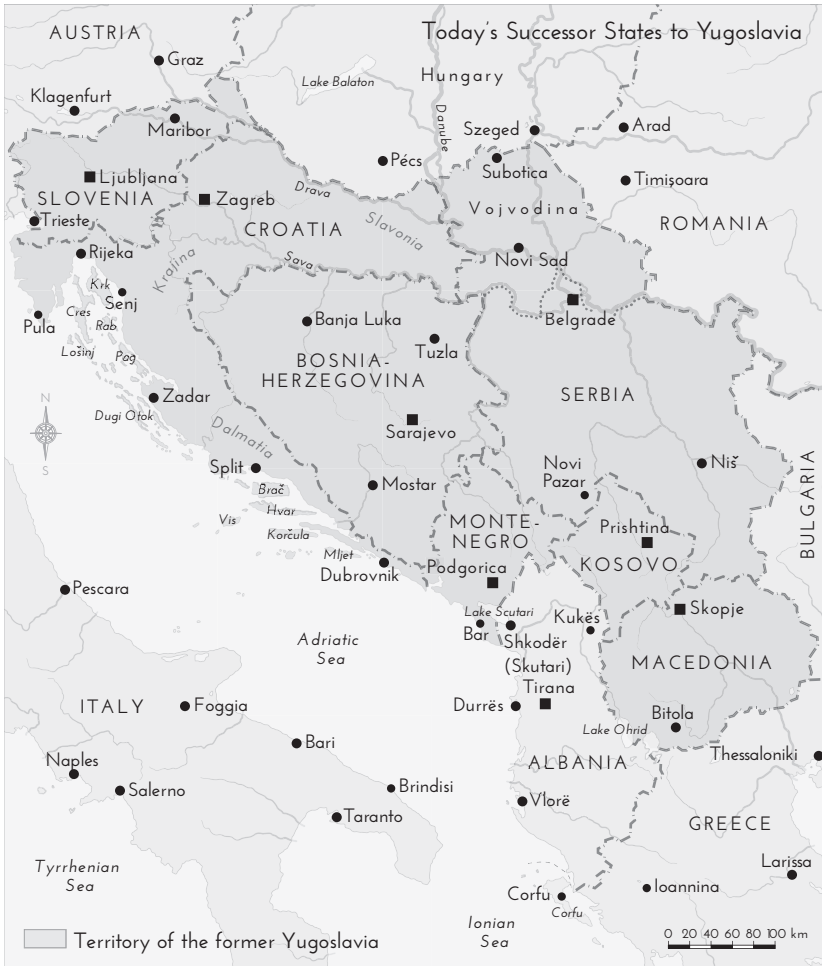 Today's Successor States to Yugoslavia
AUSTRIA
Graz
Hungary
Lake Balaton
Klagenfurt
Maribor
Danube
Szeged
Arad
Pécs
Subotica
Ljubljana
SLOVENIA
Zagreb
Drava
Timişoara
Vojvodina
Trieste
CROATIA
Slavonia
ROMANIA
Rijeka
Krajina
Sava
Novi Sad
Krk
Senj
Cres
Rab
Pula
Banja Luka
Belgrade
Lošinj
Pag
Tuzla
BOSNIA-
HERZEGOVINA
Zadar
SERBIA
N
S
Dugi Otok
Dalmatia
Sarajevo
Split
Novi
Pazar
Niš
BULGARIA
Brač
Mostar
Hvar
Vis
Korčula
MONTE-
NEGRO
Prishtina
KOSOVO
Mljet
Dubrovnik
Podgorica
Pescara
Lake Scutari
Kukës
Skopje
Bar
Shkodër
(Skutari)
Adriatic
Sea
MACEDONIA
Tirana
ITALY
Foggia
Durrës
Bitola
Lake Ohrid
Bari
Thessaloniki
Naples
ALBANIA
Salerno
Brindisi
Vlorë
Taranto
GREECE
Tyrrhenian
Sea
Larissa
Ioannina
Corfu
Corfu
Ionian
Sea
Territory of the former Yugoslavia
0 20 40 60 80 100 km